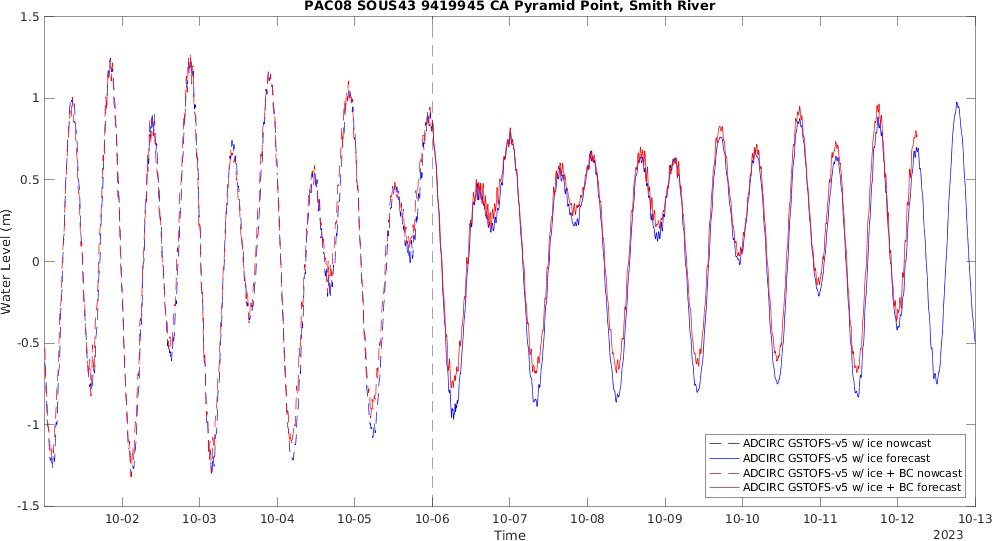 PAC08 SOUS43 9419945 CA Pyramid Point, Smith River
1.5
1
0.5
0
-0.5
-1
-1.5
Water Level (m)
10-02 10-03 10-04 10-05 10-06 10-07 10-08 10-09 10-10 10-11 10-12 10-13
Time
2023
ADCIRC GSTOFS-v5 w/ ice nowcast
ADCIRC GSTOFS-v5 w/ ice forecast
ADCIRC GSTOFS-v5 w/ ice + BC nowcast
ADCIRC GSTOFS-v5 w/ ice + BC forecast